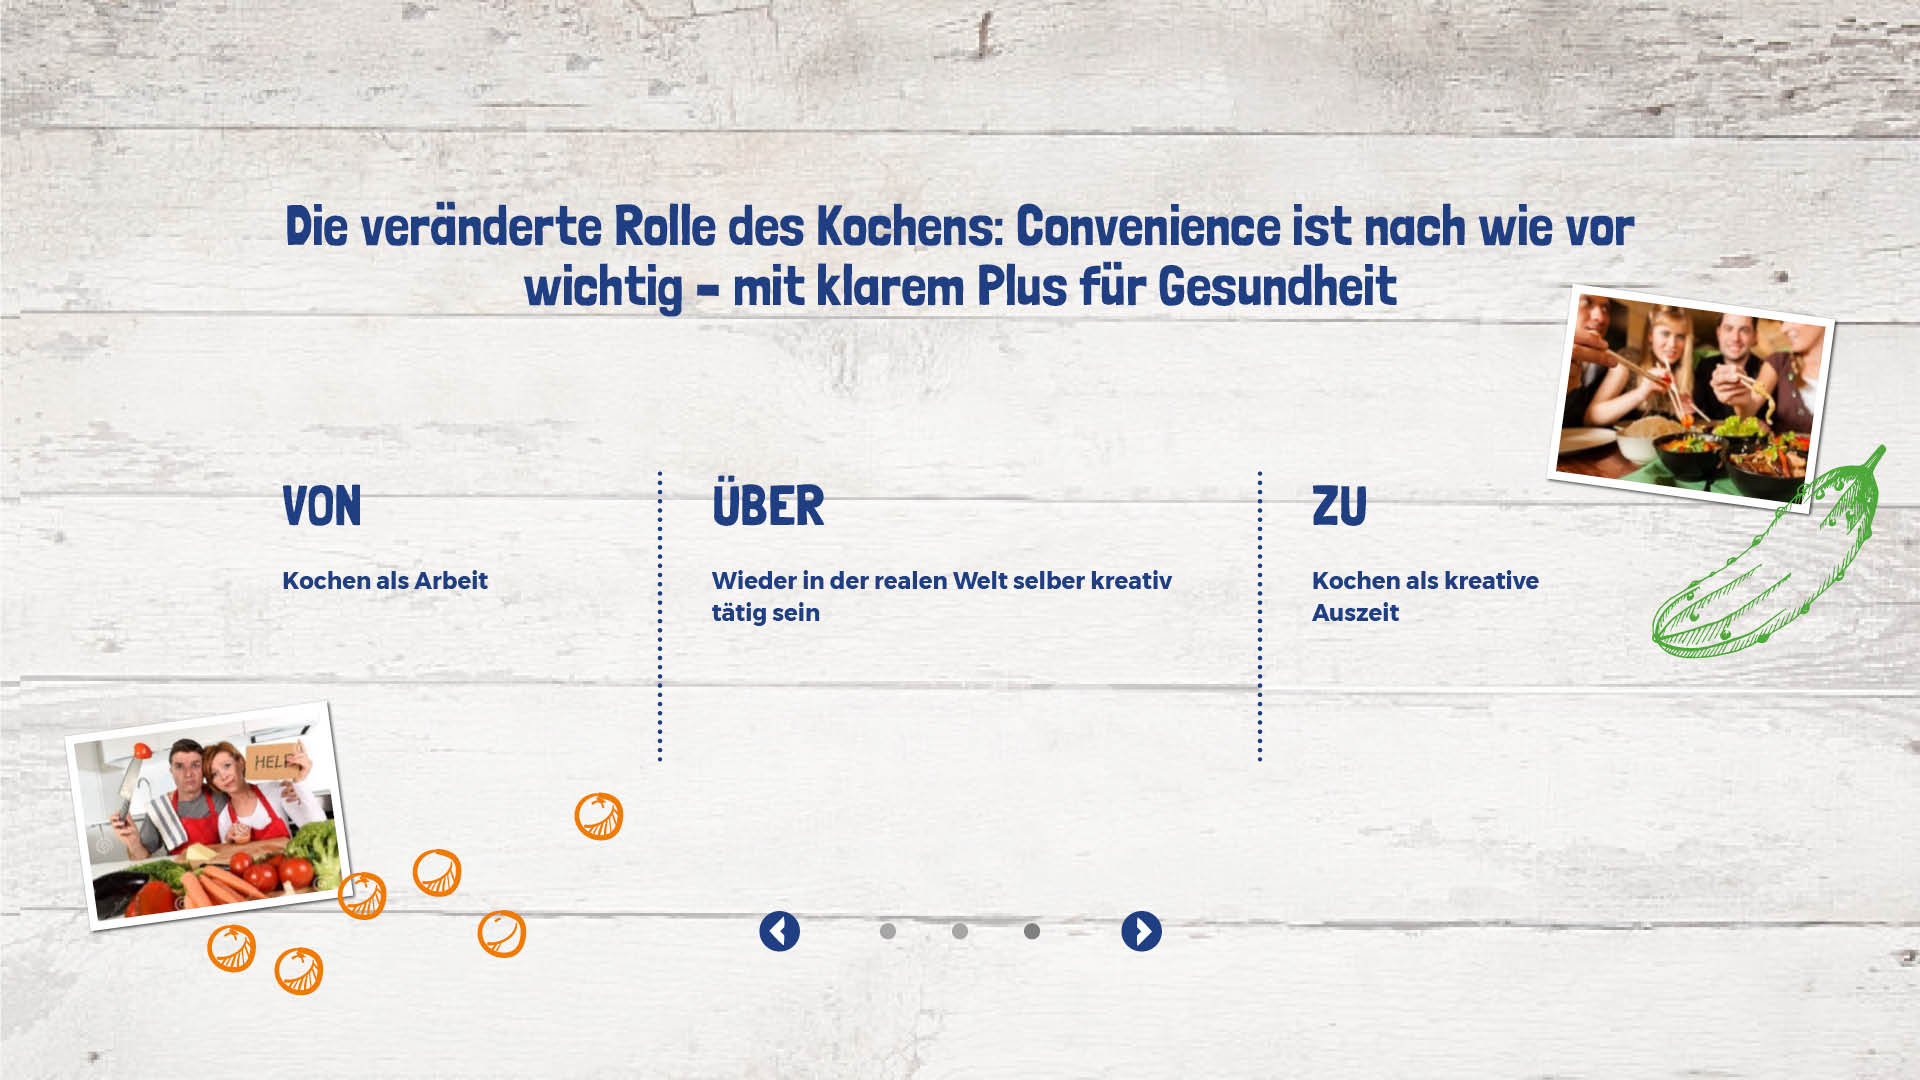 Die veränderte Rolle des Kochens: Convenience ist nach wie vor
wichtig – mit klarem Plus für Gesundheit
VON
Kochen als Arbeit
ÜBER
Wieder in der realen Welt selber kreativ
tätig sein
ZU
Kochen als kreative
Auszeit
HELP